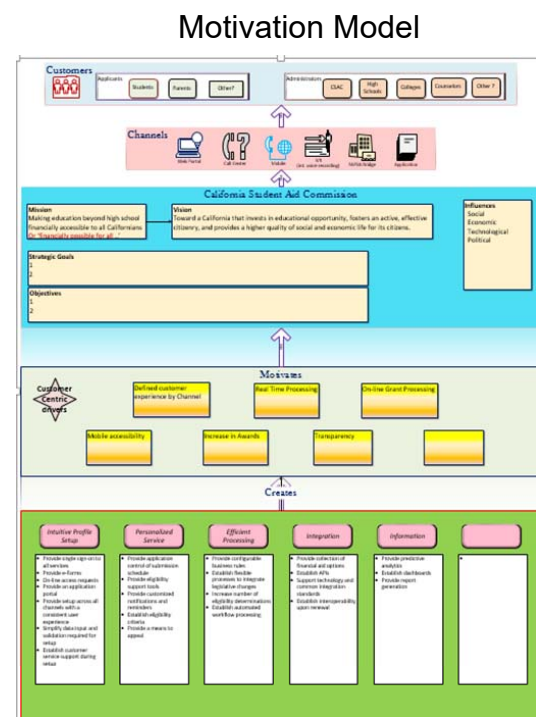 Motivation Model
Customers
Applicants
Students
Parents
Other?
Administrators
CSAC
High
Schools
Colleges
Counselors
Other ?
Channels
Web Portal
Call Center
Mobile
IVR
(Int. voice recording)
Application
California Student Aid Commission
Mission
Making education beyond high school
financially accessible to all Californians
Or 'financially possible for all ..'
Vision
Toward a California that invests in educational opportunity, fosters an active, effective
citizenry, and provides a higher quality of social and economic life for its citizens.
Influences
Social
Economic
Technological
Political
Strategic Goals
1
2
Objectives
1
2
Motivates
Customer
Centric
drivers
Defined customer
experience by Channel
Real Time Processing
On-line Grant Processing
Mobile accessibility
Increase in Awards
Transparency
Creates
Intuitive Profile
Setup
• Provide single sign-on to
all services
• Provide e-Forms
• On-line access requests
• Provide an application
portal
• Provide setup across all
channels with a
consistent user
experience
• Simplify data input and
validation required for
setup
• Establish customer
service support during
setup
Personalized
Service
• Provide application
control of submission
schedule
• Provide eligibility
support tools
• Provide customized
notifications and
reminders
• Establish eligibility
criteria
• Provide a means to
appeal
Efficient
Processing
• Provide configurable
business rules
• Establish flexible
processes to integrate
legislative changes
• Increase number of
eligibility determinations
• Establish automated
workflow processing
Integration
• Provide collection of
financial aid options
• Establish APIs
• Support technology and
common integration
standards
• Establish interoperability
upon renewal
Information
• Provide predictive
analytics
• Establish dashboards
• Provide report
generation